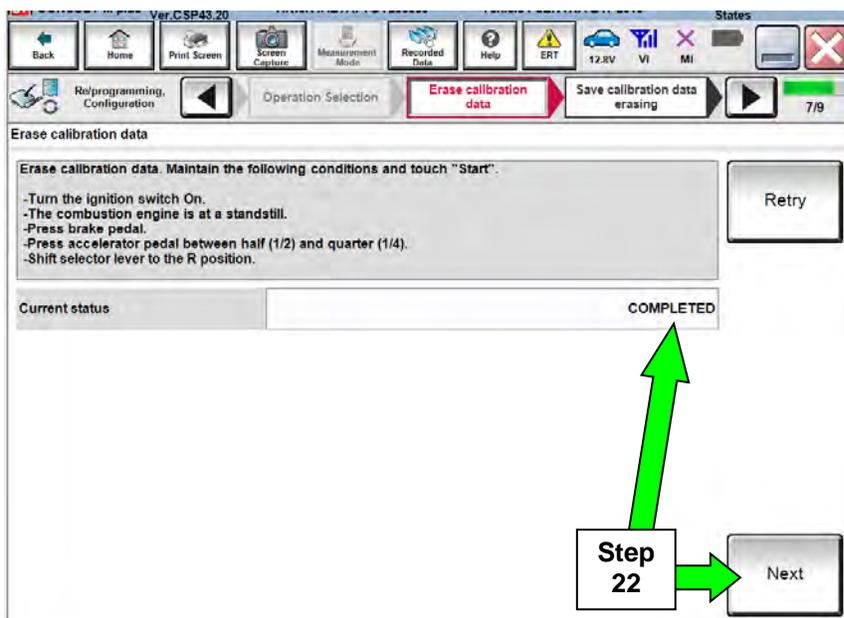 Ver.CSP43.20
States
Back
Home
Print Screen
Screen Capture
Measurement Mode
Recorded Data
Help
ERT
12.8V
VI
MI
Re/programming, Configuration
Operation Selection
Erase calibration data
Save calibration data erasing
7/9
Erase calibration data
Erase calibration data. Maintain the following conditions and touch "Start".
-Turn the ignition switch On.
-The combustion engine is at a standstill.
-Press brake pedal.
-Press accelerator pedal between half (1/2) and quarter (1/4).
-Shift selector lever to the R position.
Retry
Current status
COMPLETED
Step
22
Next